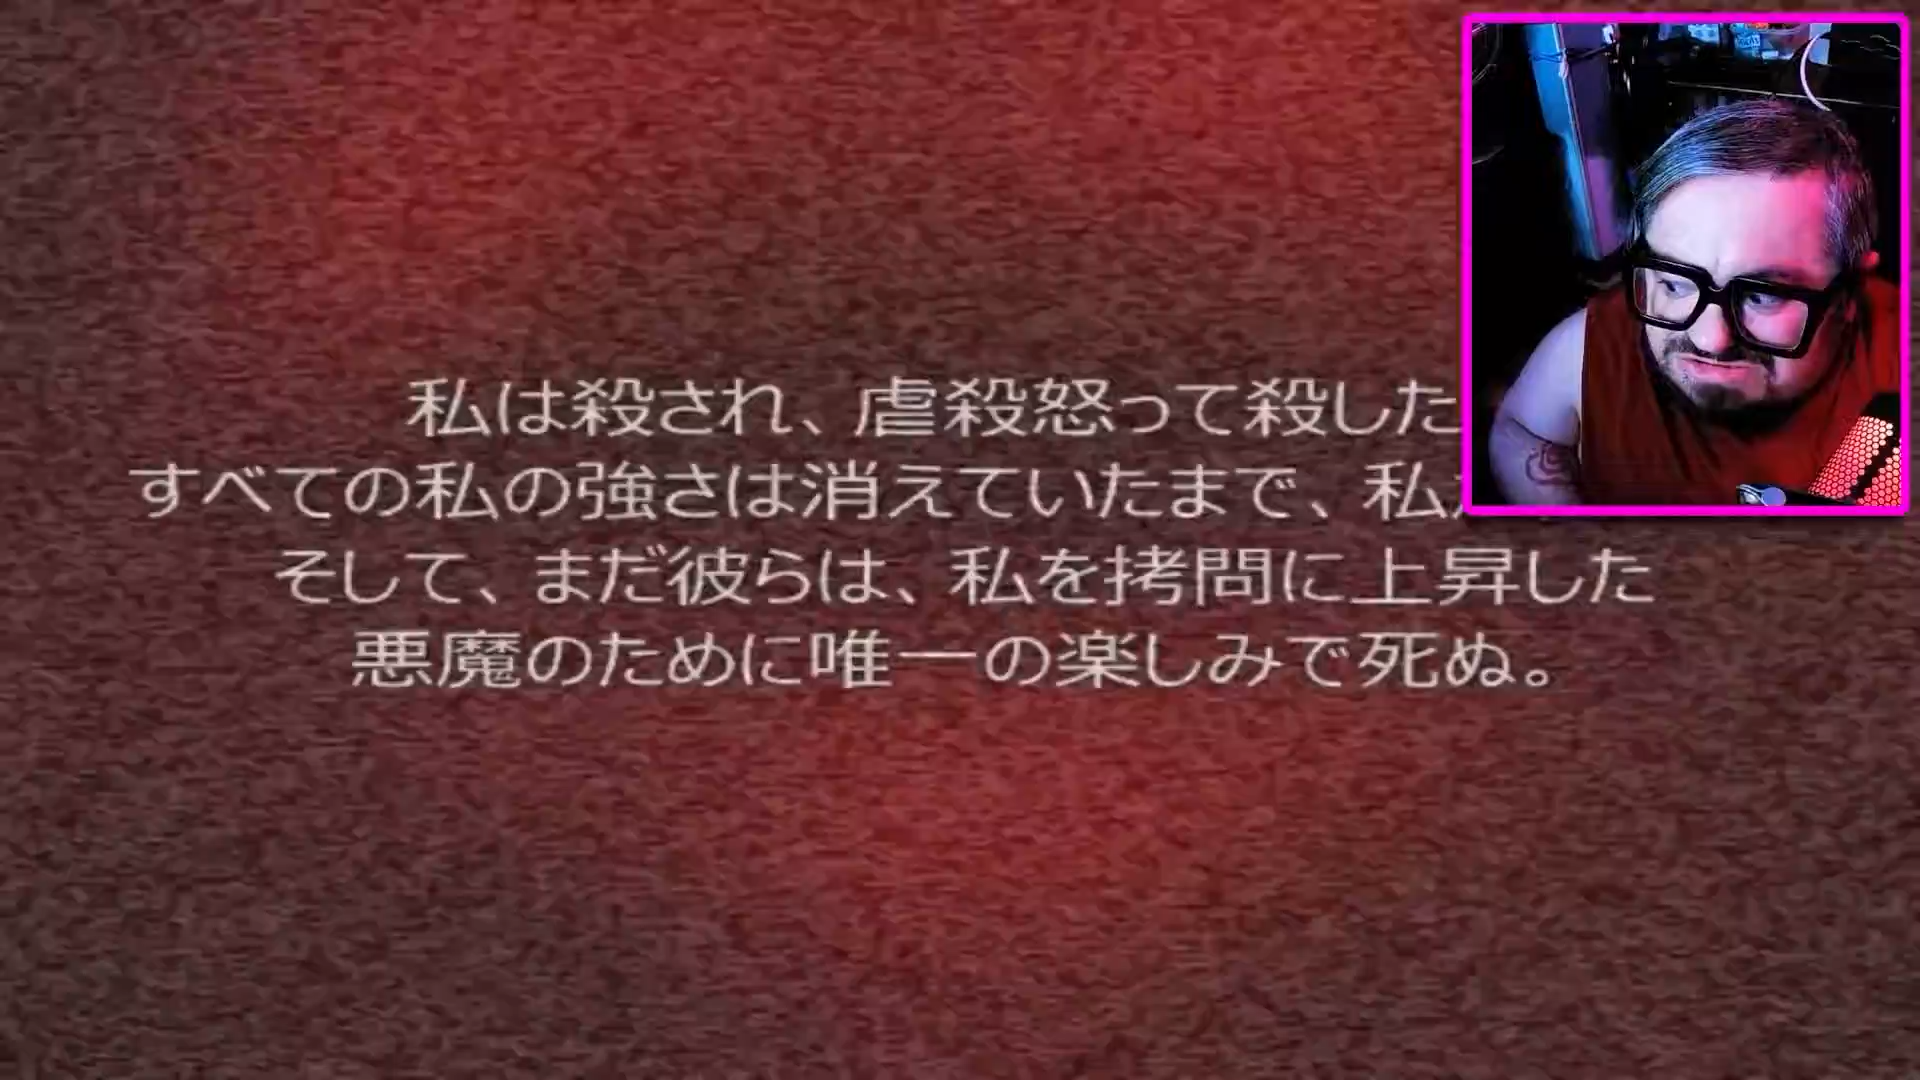 私は殺され、虐殺怒って殺した
すべての私の強さは消えていたまで、私
そして、まだ彼らは、私を拷問に上昇した
悪魔のために唯一の楽しみで死ぬ。